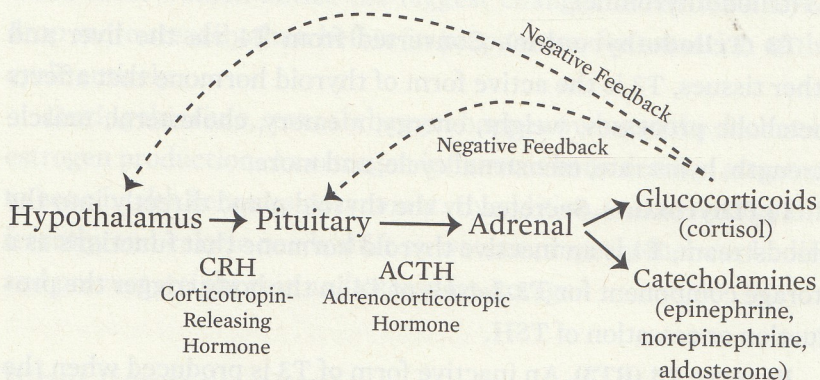 Negative Feedback
Negative Feedback
Hypothalamus
Pituitary
Adrenal
Glucocorticoids
(cortisol)
CRH
Corticotropin-
Releasing
Hormone
ACTH
Adrenocorticotropic
Hormone
Catecholamines
(epinephrine,
norepinephrine,
aldosterone)